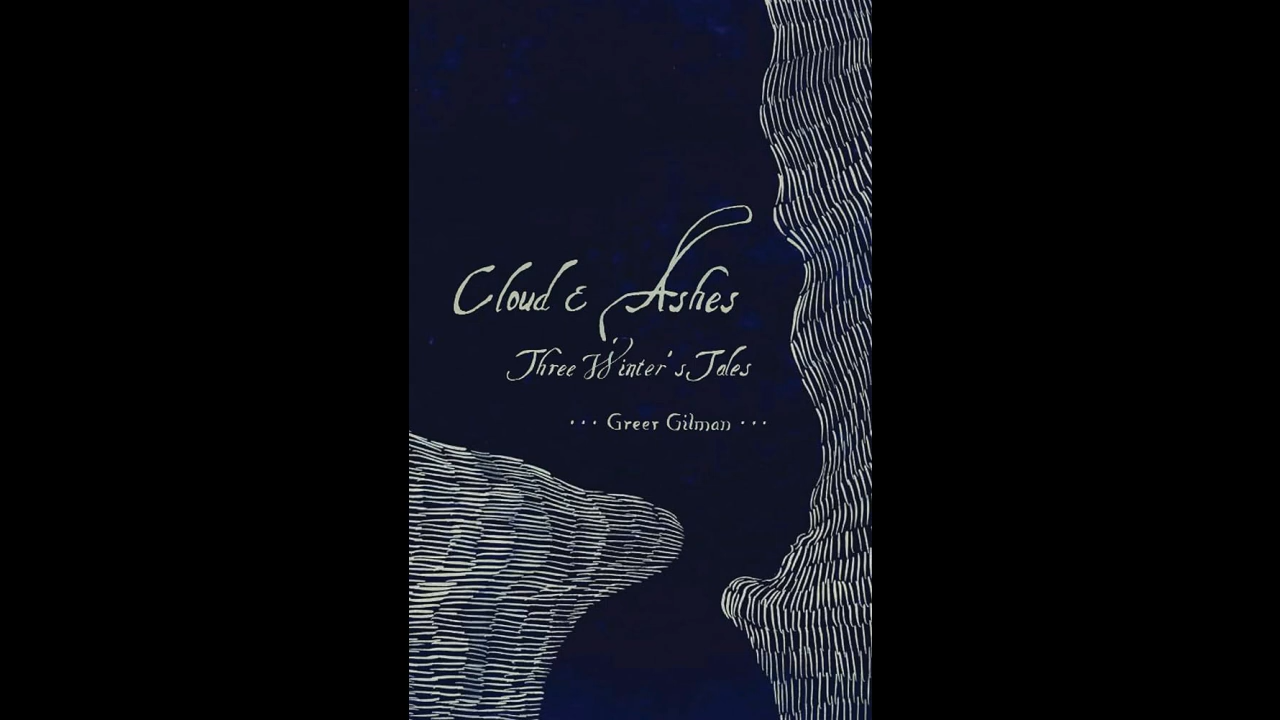 Cloud & Ashes
Three Winter's Tales
··· Greer Gilman ···